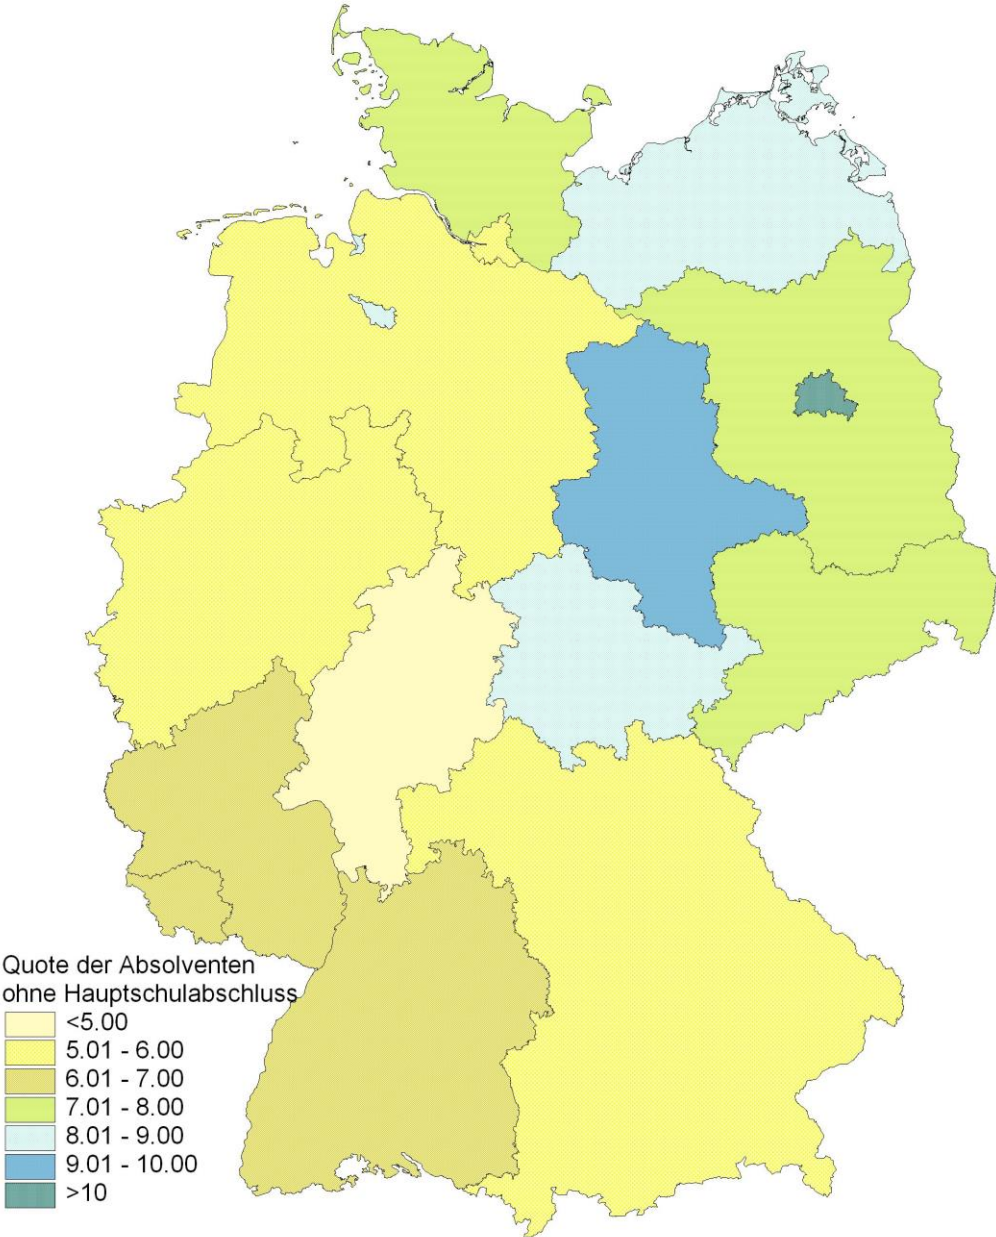 Quote der Absolventen
ohne Hauptschulabschluss
<5.00
5.01 - 6.00
6.01 - 7.00
7.01 - 8.00
8.01 - 9.00
9.01 - 10.00
>10